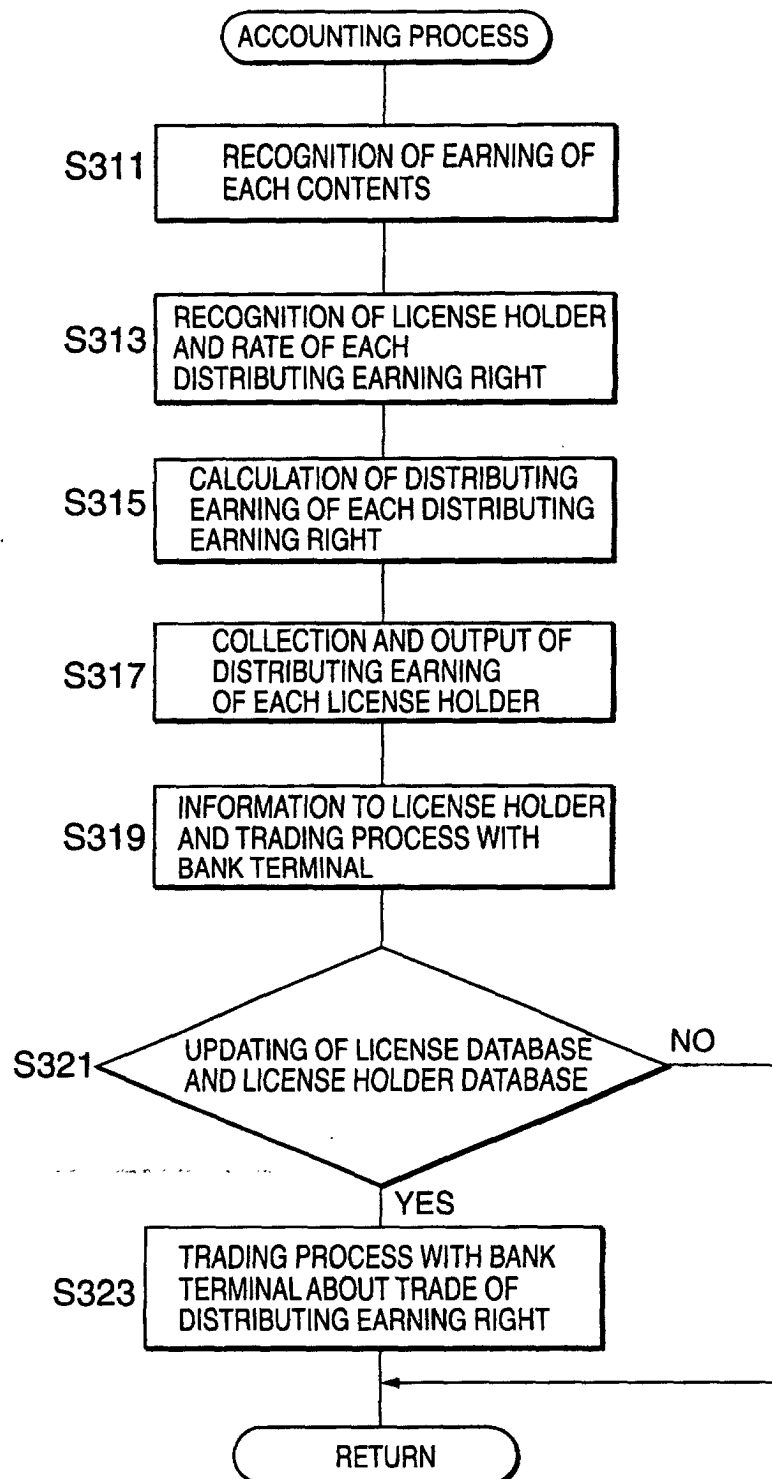 ACCOUNTING PROCESS
S311
RECOGNITION OF EARNING OF
EACH CONTENTS
S313
RECOGNITION OF LICENSE HOLDER
AND RATE OF EACH
DISTRIBUTING EARNING RIGHT
S315
CALCULATION OF DISTRIBUTING
EARNING OF EACH DISTRIBUTING
EARNING RIGHT
S317
COLLECTION AND OUTPUT OF
DISTRIBUTING EARNING
OF EACH LICENSE HOLDER
S319
INFORMATION TO LICENSE HOLDER
AND TRADING PROCESS WITH
BANK TERMINAL
S321
UPDATING OF LICENSE DATABASE
AND LICENSE HOLDER DATABASE
NO
YES
S323
TRADING PROCESS WITH BANK
TERMINAL ABOUT TRADE OF
DISTRIBUTING EARNING RIGHT
RETURN